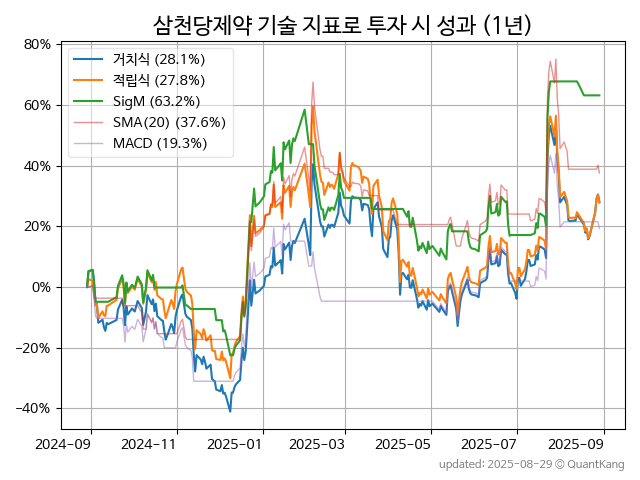 삼천당제약 기술 지표로 투자 시 성과 (1년)
80%
60%
40%
20%
0%
−20%
−40%
거치식 (28.1%)
적립식 (27.8%)
SigM (63.2%)
SMA(20) (37.6%)
MACD (19.3%)
2024-09
2024-11
2025-01
2025-03
2025-05
2025-07
2025-09
updated: 2025-08-29 © QuantKang